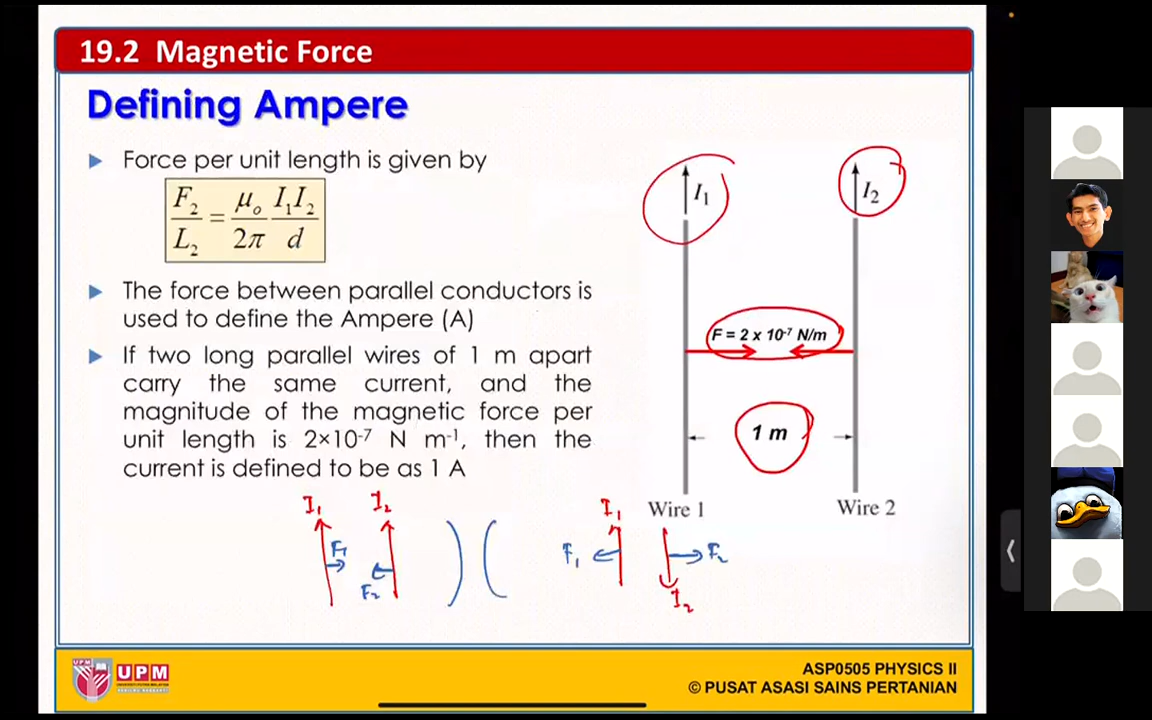 19.2 Magnetic Force
Defining Ampere
Force per unit length is given by
F₂/L₂ = μₒ/2π I₁I₂/d
The force between parallel conductors is
used to define the Ampere (A)
If two long parallel wires of 1 m apart
carry the same current, and the
magnitude of the magnetic force per
unit length is 2×10⁻⁷ N m⁻¹, then the
current is defined to be as 1 A
I₁
I₂
F = 2 x 10⁻⁷ N/m
1 m
Wire 1
Wire 2
I₁
I₂
F₁
F₂
I₁
F₁
F₂
I₂
UPM
UPM
ASP0505 PHYSICS II
© PUSAT ASASI SAINS PERTANIAN